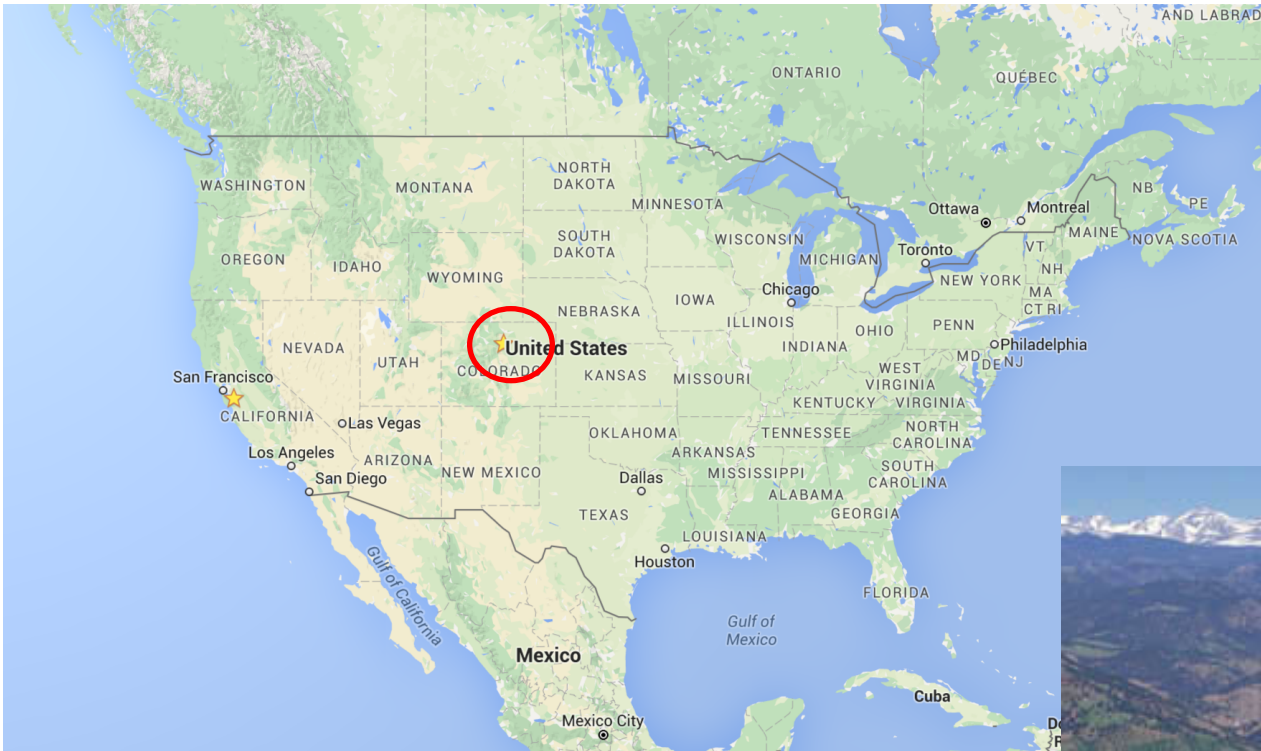 AND LABRAD
ONTARIO
QUÉBEC
WASHINGTON
MONTANA
NORTH
DAKOTA
MINNESOTA
NB
PE
Ottawa
Montreal
MAINE
NOVA SCOTIA
OREGON
IDAHO
WYOMING
SOUTH
DAKOTA
WISCONSIN
MICHIGAN
Toronto
VT
NH
NEW YORK
MA
CT RI
NEBRASKA
IOWA
Chicago
ILLINOIS
INDIANA
OHIO
PENN
Philadelphia
NEVADA
UTAH
COLORADO
United States
KANSAS
MISSOURI
WEST
VIRGINIA
MD
DE
NJ
KENTUCKY
VIRGINIA
San Francisco
CALIFORNIA
Las Vegas
Los Angeles
San Diego
ARIZONA
NEW MEXICO
OKLAHOMA
ARKANSAS
TENNESSEE
NORTH
CAROLINA
MISSISSIPPI
SOUTH
CAROLINA
Dallas
TEXAS
ALABAMA
GEORGIA
LOUISIANA
Houston
FLORIDA
Gulf of California
Gulf of
Mexico
Mexico
Cuba
Mexico City